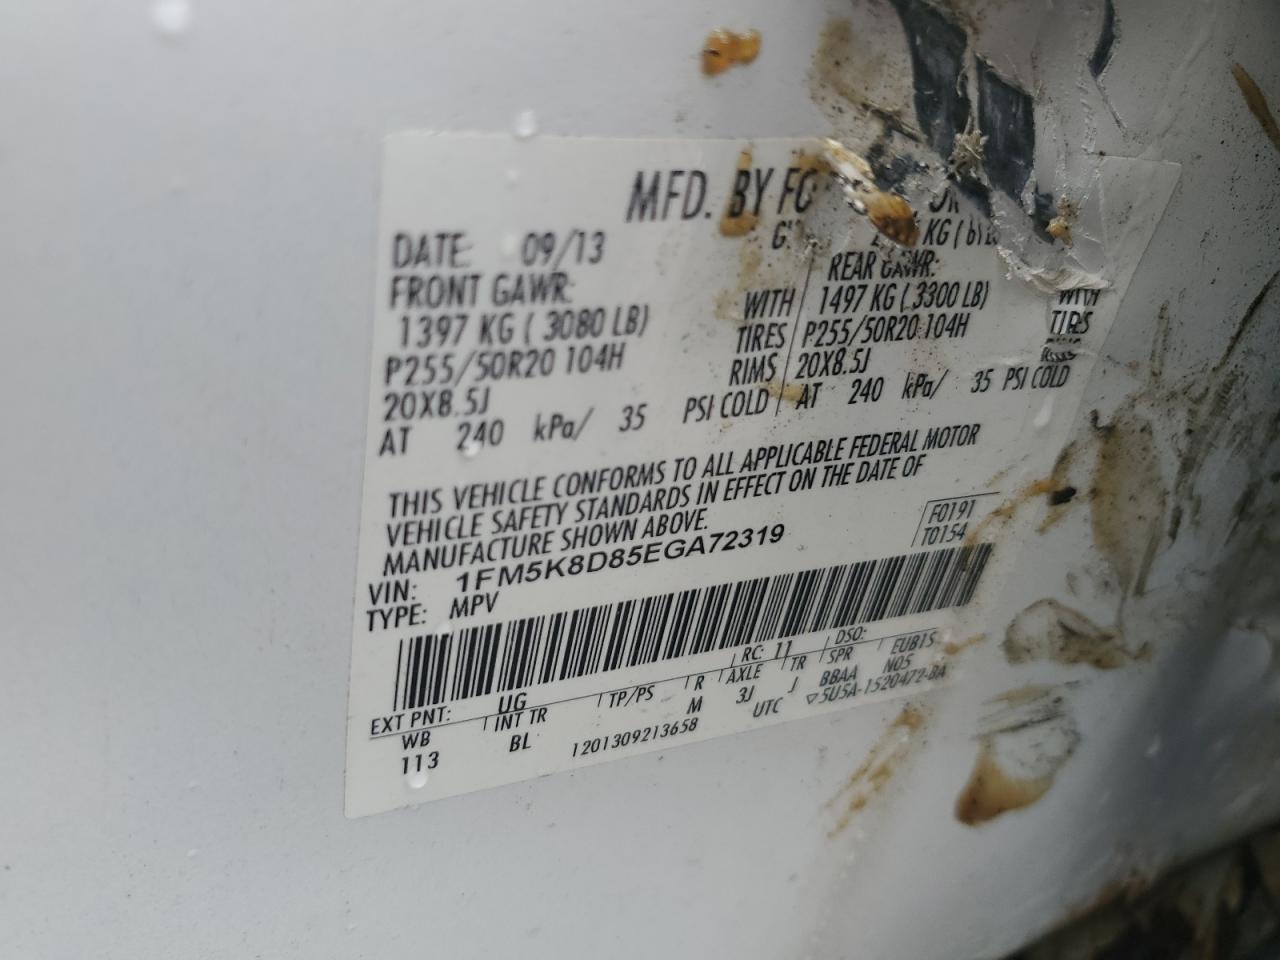 MFD. BY
DATE: 09/13
FRONT GAWR: REAR GAWR:
1397 KG ( 3080 LB) WITH 1497 KG ( 3300 LB) WITH
P255/50R20 104H TIRES P255/50R20 104H TIRES
20X8.5J RIMS 20X8.5J RIMS
AT 240 kPa/ 35 PSI COLD AT 240 kPa/ 35 PSI COLD
THIS VEHICLE CONFORMS TO ALL APPLICABLE FEDERAL MOTOR
VEHICLE SAFETY STANDARDS IN EFFECT ON THE DATE OF
MANUFACTURE SHOWN ABOVE.
VIN: 1FM5K8D85EGA72319 F0191
TYPE: MPV T0154
EXT PNT: UG RC: 11 DSO:
WB INT TR TP/PS R AXLE TR SPR EUB15
113 BL M 3J J BBAA N05
1201309213658 UTC ▽5U5A-1520472-BA